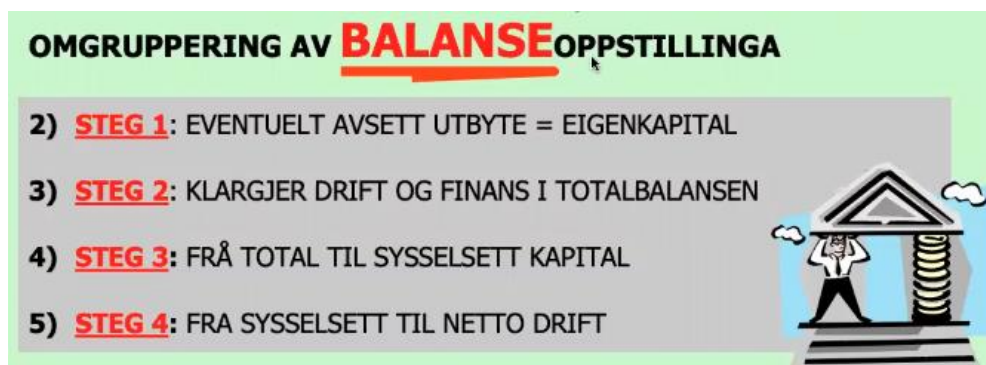 OMGRUPPERING AV BALANSEOPPSTILLINGA
2) STEG 1: EVENTUELT AVSETT UTBYTE = EIGENKAPITAL
3) STEG 2: KLARGJER DRIFT OG FINANS I TOTALBALANSEN
4) STEG 3: FRÅ TOTAL TIL SYSSELSETT KAPITAL
5) STEG 4: FRA SYSSELSETT TIL NETTO DRIFT